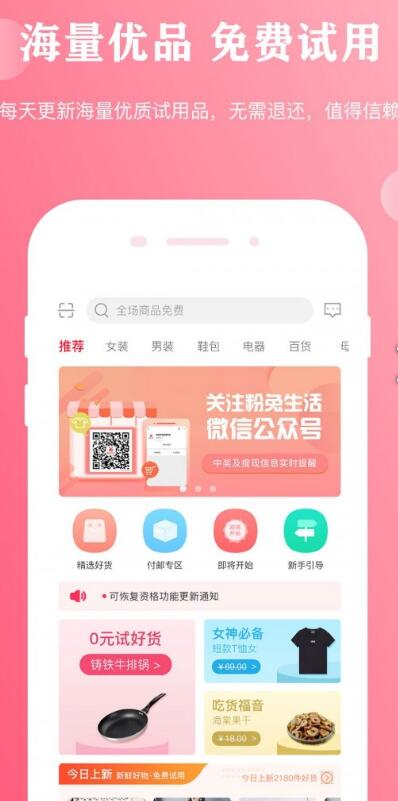 海量优品 免费试用
每天更新海量优质试用品，无需退还，值得信赖
全场商品免费
推荐 女装 男装 鞋包 电器 百货
关注粉兔生活
微信公众号
中奖及提现信息实时提醒
即将开始
精选好货 付邮专区 即将开始 新手引导
可恢复资格功能更新通知
0元试好货
铸铁牛排锅 >
女神必备
短款T恤女
¥69.00
吃货福音
海棠果干
¥18.00
今日上新 新鲜好物·免费试用 今日上新2180件好货 >